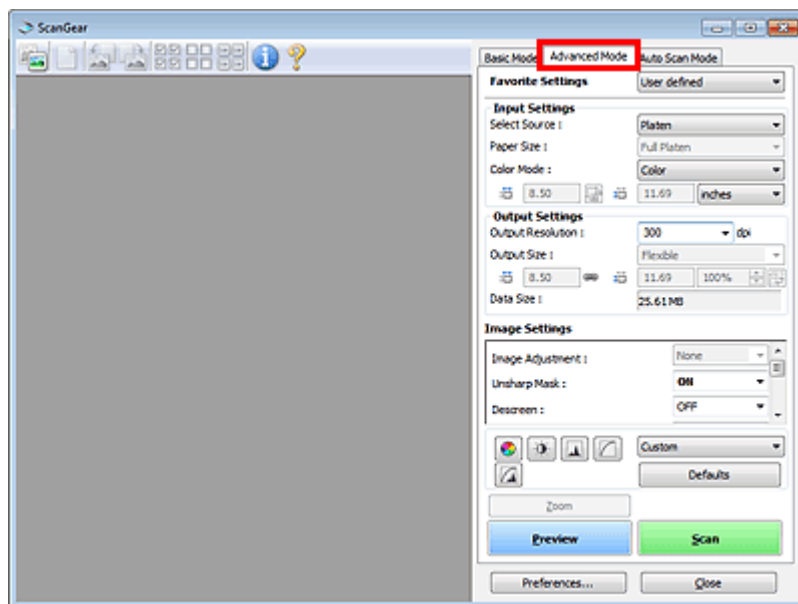 ScanGear
Basic Mode Advanced Mode Auto Scan Mode
Favorite Settings User defined
Input Settings
Select Source : Platen
Paper Size : Full Platen
Color Mode : Color
8.50 11.69 inches
Output Settings
Output Resolution : 300 dpi
Output Size : Flexible
8.50 11.69 100%
Data Size : 25.61 MB
Image Settings
Image Adjustment : None
Unsharp Mask : ON
Descreen : OFF
Custom
Defaults
Zoom
Preview Scan
Preferences... Close